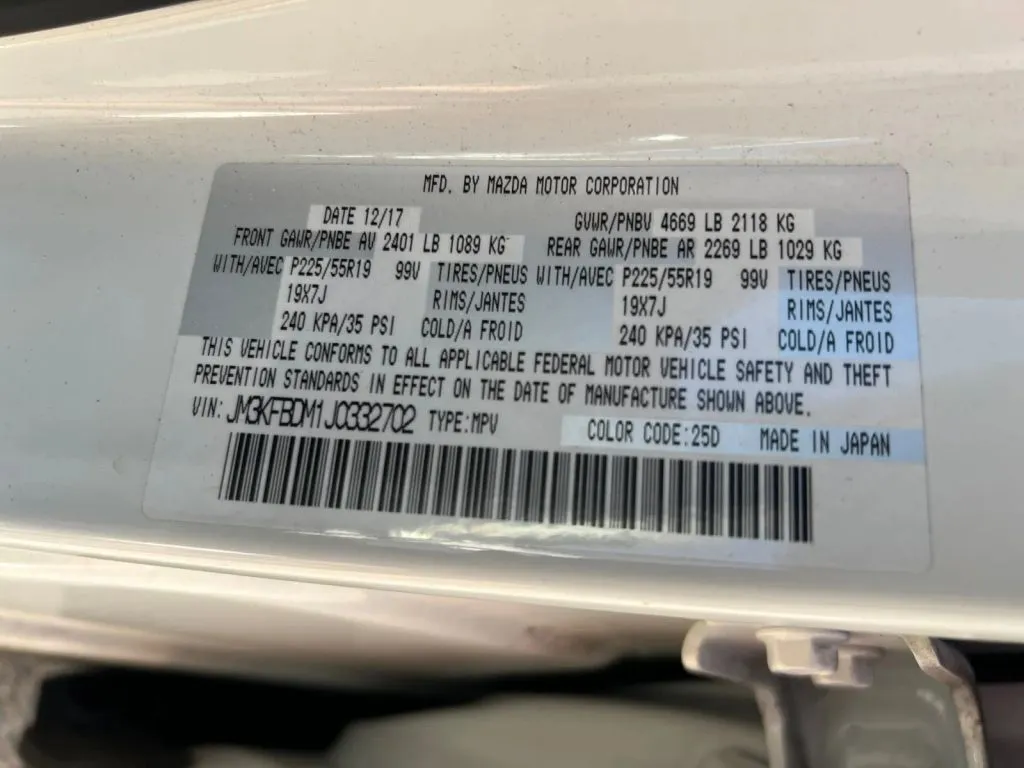 MFD. BY MAZDA MOTOR CORPORATION
DATE 12/17 GVWR/PNBV 4669 LB 2118 KG
FRONT GAWR/PNBE AV 2401 LB 1089 KG REAR GAWR/PNBE AR 2269 LB 1029 KG
WITH/AVEC P225/55R19 99V TIRES/PNEUS WITH/AVEC P225/55R19 99V TIRES/PNEUS
19X7J RIMS/JANTES 19X7J RIMS/JANTES
240 KPA/35 PSI COLD/A FROID 240 KPA/35 PSI COLD/A FROID
THIS VEHICLE CONFORMS TO ALL APPLICABLE FEDERAL MOTOR VEHICLE SAFETY AND THEFT
PREVENTION STANDARDS IN EFFECT ON THE DATE OF MANUFACTURE SHOWN ABOVE.
VIN: JM3KFBDM1J0332702 TYPE:MPV COLOR CODE:25D MADE IN JAPAN